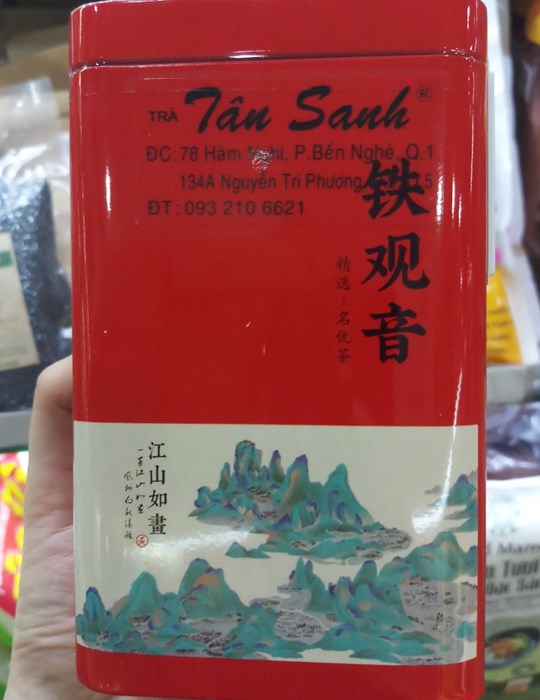 TRÀ Tân Sanh ®
ĐC: 78 Hàm Nghi, P.Bến Nghé, Q.1
134A Nguyễn Tri Phương
5
ĐT: 093 210 6621
铁观音
精选-名优茶
江山如畫